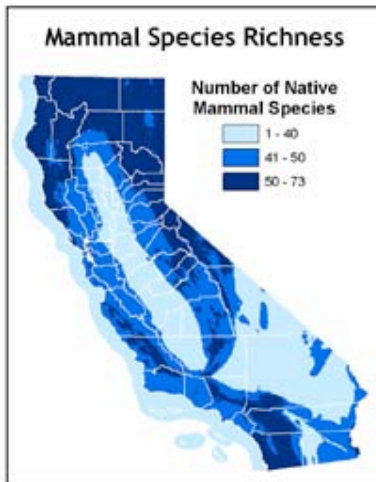 Mammal Species Richness
Number of Native
Mammal Species
1 - 40
41 - 50
50 - 73